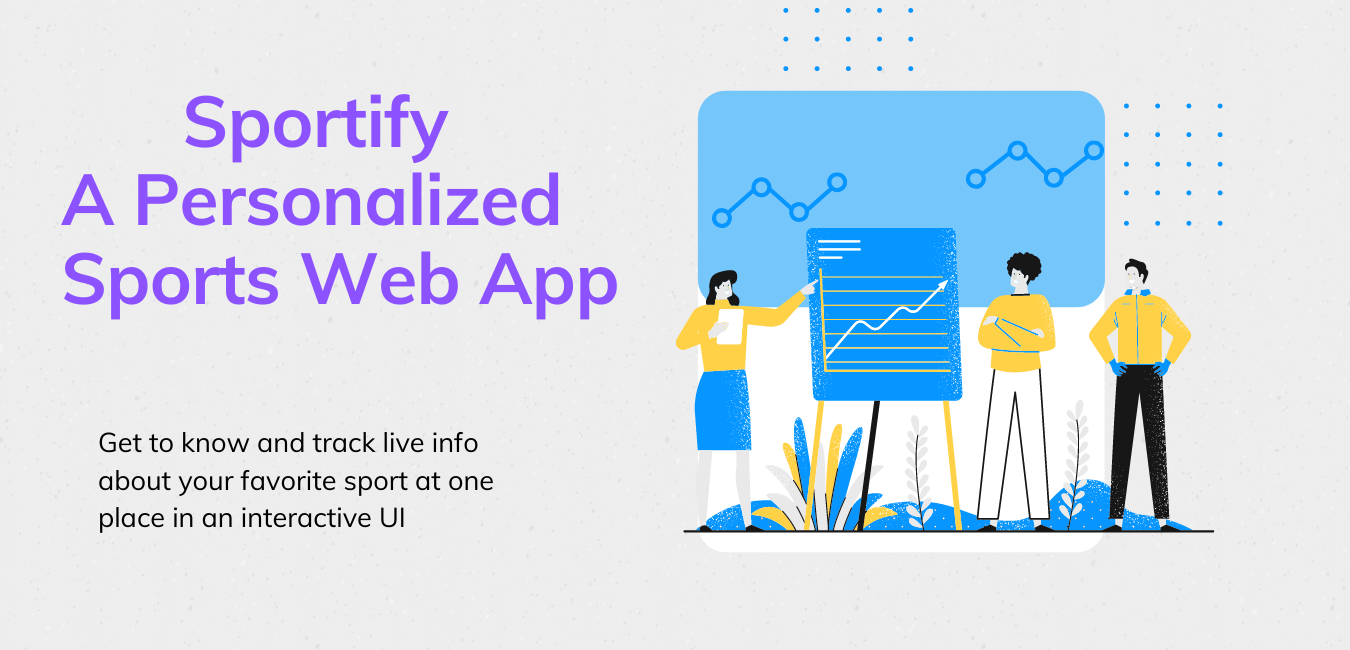 Sportify
A Personalized
Sports Web App
Get to know and track live info
about your favorite sport at one
place in an interactive UI